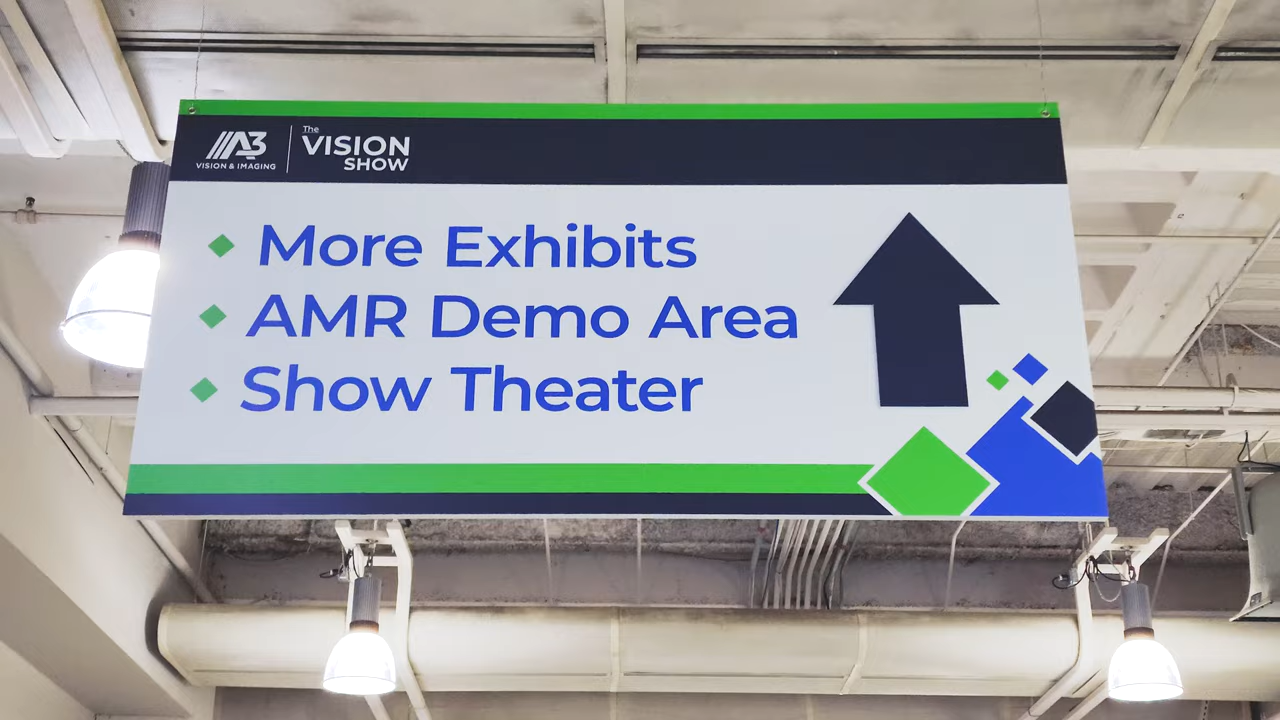 A3
VISION & IMAGING
The
VISION
SHOW
More Exhibits
AMR Demo Area
Show Theater